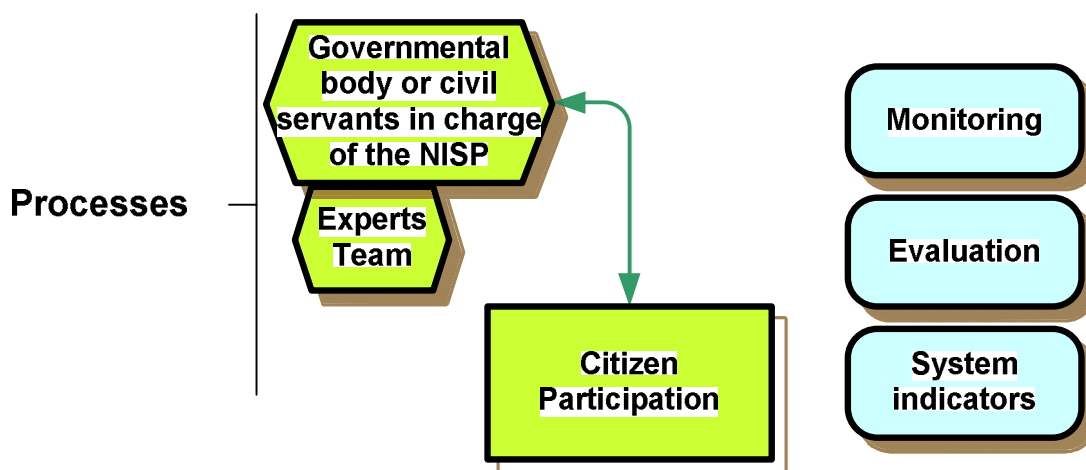 Processes
Governmental
body or civil
servants in charge
of the NISP
Experts
Team
Citizen
Participation
Monitoring
Evaluation
System
indicators